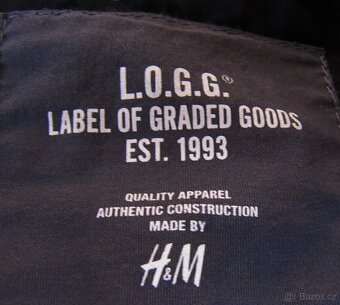 L.O.G.G.®
LABEL OF GRADED GOODS
EST. 1993
QUALITY APPAREL
AUTHENTIC CONSTRUCTION
MADE BY
H&M
Bazos.cz